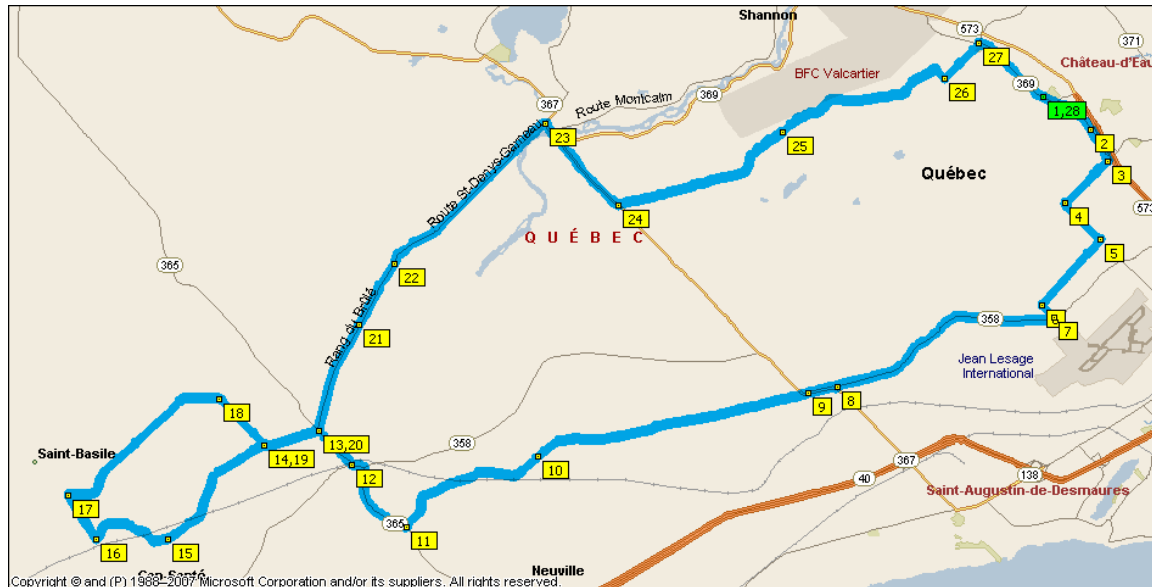 Shannon
573
371
Château-d'Eau
BFC Valcartier
27
369
26
367
Route Montcalm
369
1,28
23
25
2
3
Québec
Route St-Denys-Garneau
24
4
573
QUÉBEC
5
365
22
7
358
21
Rang du Brûlé
Jean Lesage
International
9
8
18
13,20
358
Saint-Basile
14,19
12
10
367
138
40
Saint-Augustin-de-Desmaures
17
365
11
16
15
Cap-Santé
Neuville
Copyright © and (P) 1988–2007 Microsoft Corporation and/or its suppliers. All rights reserved.